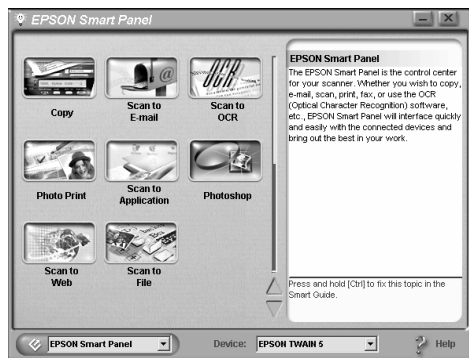 EPSON Smart Panel
Copy
Scan to
E-mail
Scan to
OCR
Photo Print
Scan to
Application
Photoshop
Scan to
Web
Scan to
File
EPSON Smart Panel
The EPSON Smart Panel is the control center
for your scanner. Whether you wish to copy,
e-mail, scan, print, fax, or use the OCR
(Optical Character Recognition) software,
etc., EPSON Smart Panel will interface quickly
and easily with the connected devices and
bring out the best in your work.
Press and hold [Ctrl] to fix this topic in the
Smart Guide.
EPSON Smart Panel
Device: EPSON TWAIN 5
Help